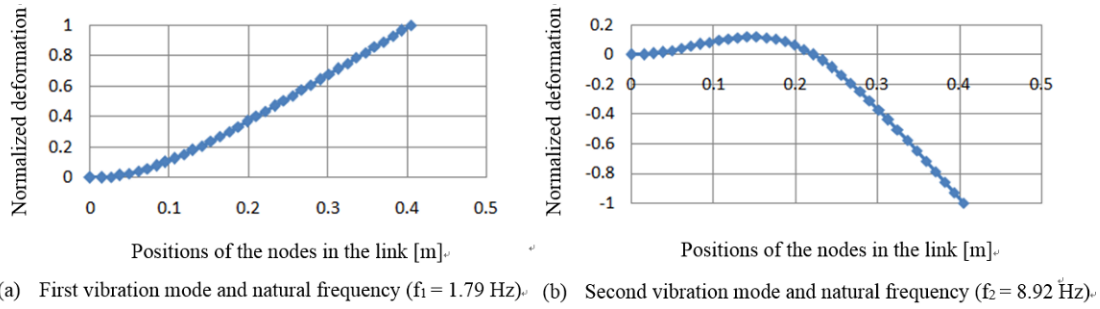 Normalized deformation
1
0.8
0.6
0.4
0.2
0
0 0.1 0.2 0.3 0.4 0.5
Positions of the nodes in the link [m]
(a) First vibration mode and natural frequency (f₁ = 1.79 Hz)
Normalized deformation
0.2
0
-0.2
-0.4
-0.6
-0.8
-1
0 0.1 0.2 0.3 0.4 0.5
Positions of the nodes in the link [m]
(b) Second vibration mode and natural frequency (f₂ = 8.92 Hz)